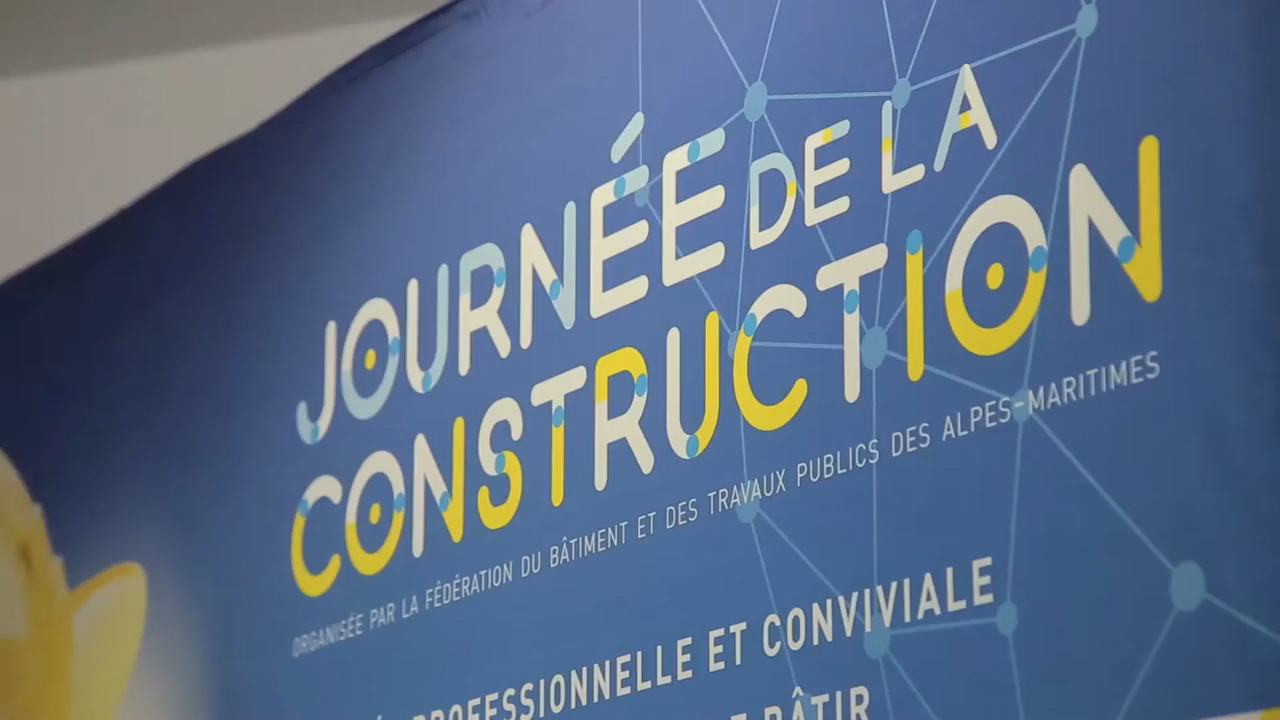 JOURNÉE DE LA
CONSTRUCTION
ORGANISÉE PAR LA FÉDÉRATION DU BÂTIMENT ET DES TRAVAUX PUBLICS DES ALPES-MARITIMES
PROFESSIONNELLE ET CONVIVIALE
BÂTIR